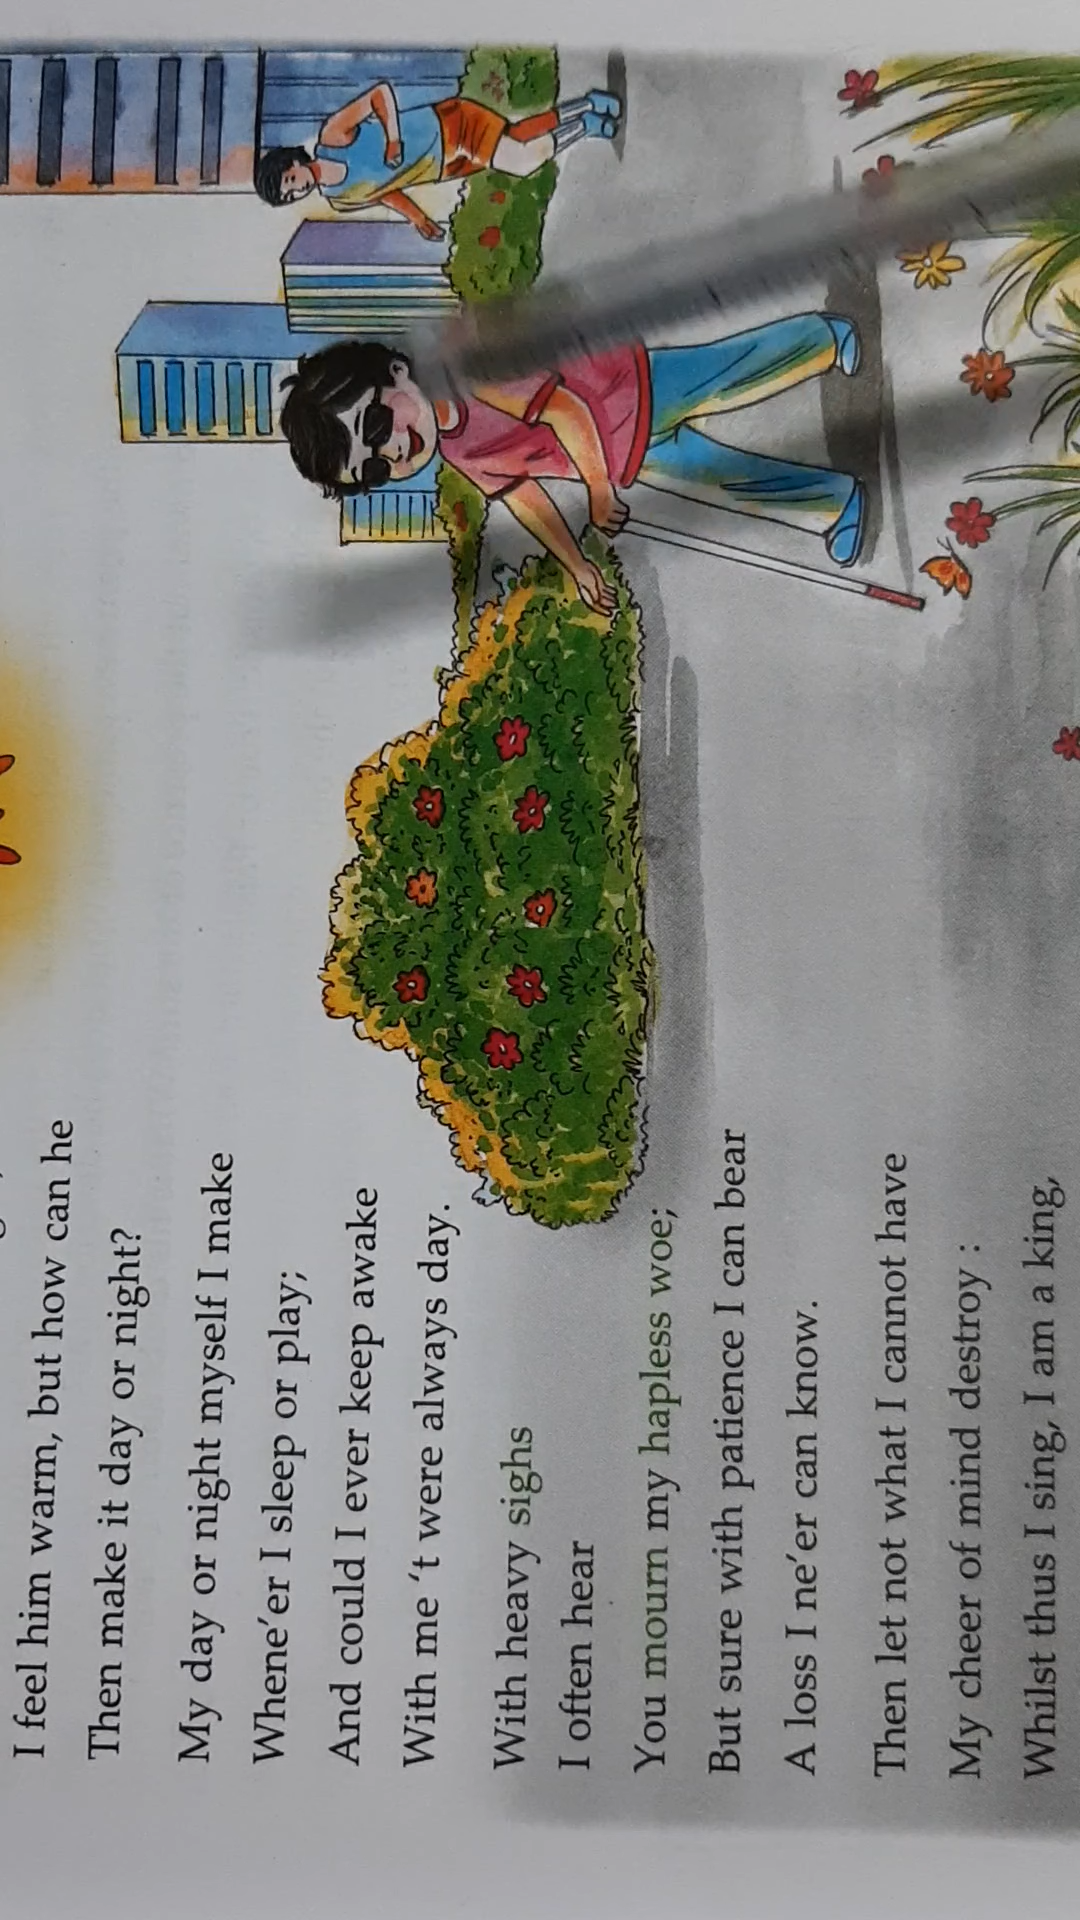 I feel him warm, but how can he
Then make it day or night?
My day or night myself I make
Whene'er I sleep or play;
And could I ever keep awake
With me 't were always day.
With heavy sighs
I often hear
You mourn my hapless woe;
But sure with patience I can bear
A loss I ne'er can know.
Then let not what I cannot have
My cheer of mind destroy :
Whilst thus I sing, I am a king,